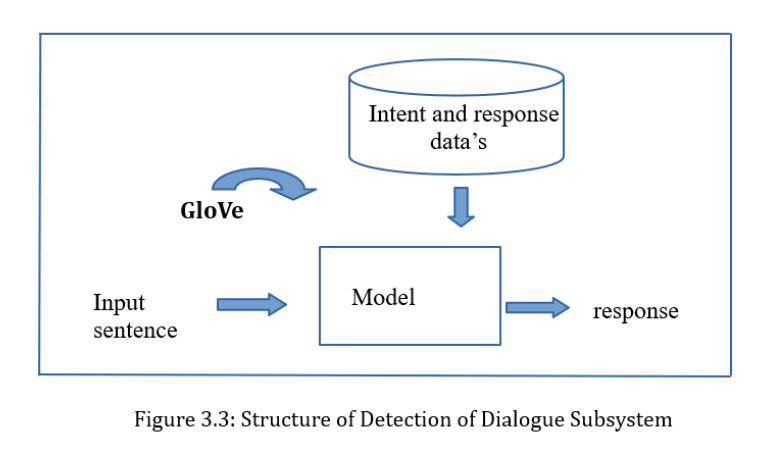 Intent and response
data’s
GloVe
Input
sentence
Model
response
Figure 3.3: Structure of Detection of Dialogue Subsystem